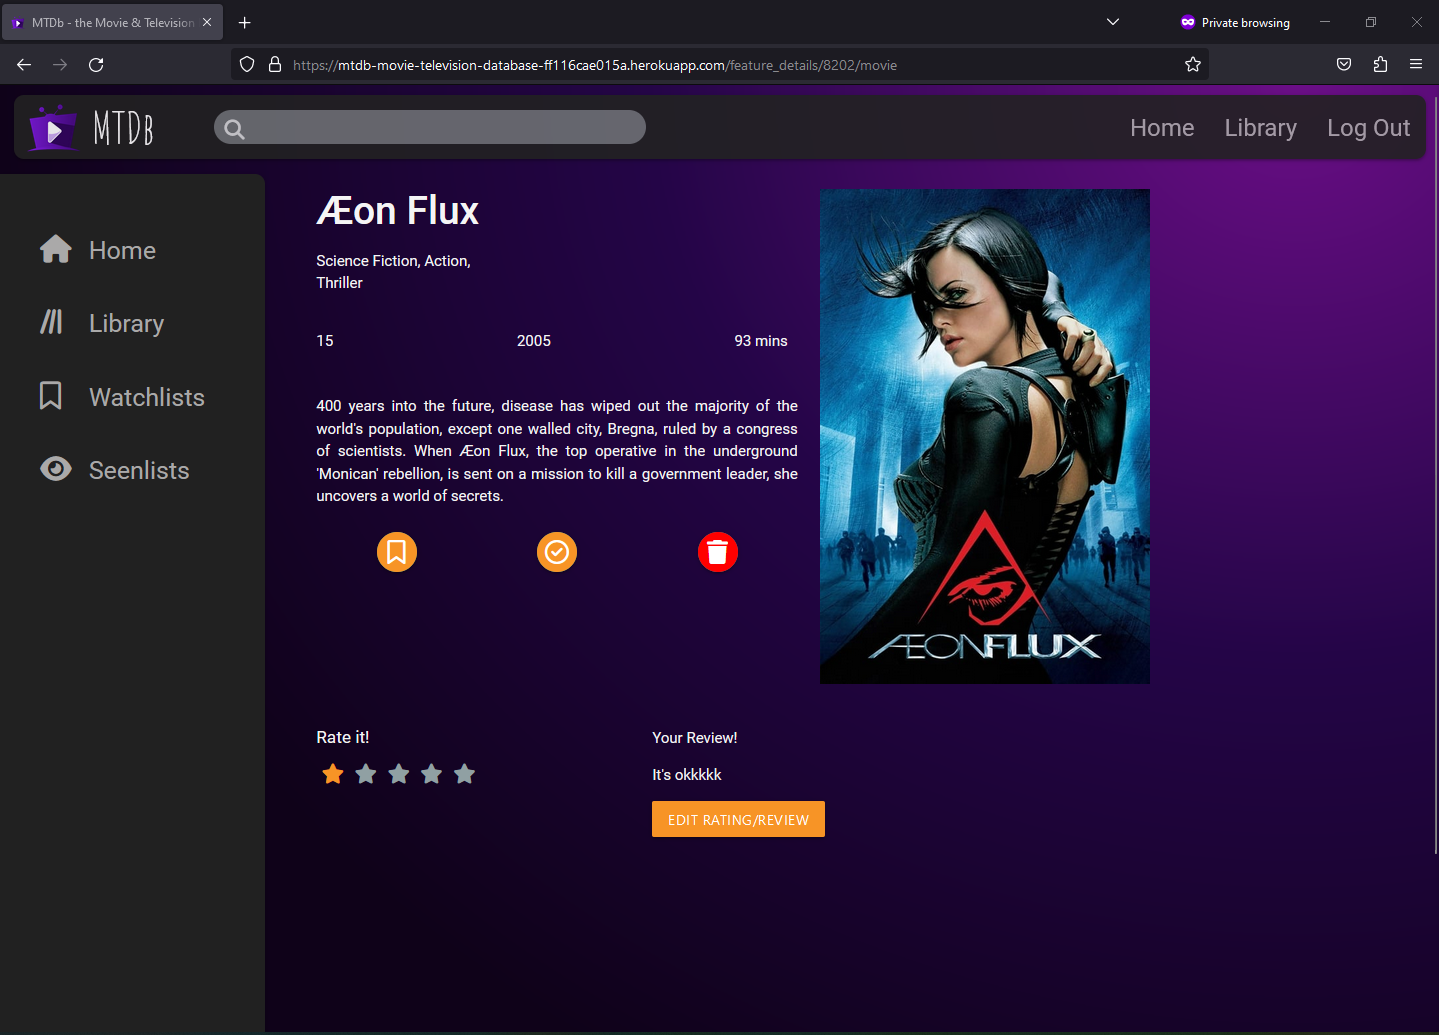 MTDb - the Movie & Television
Private browsing
https://mtdb-movie-television-database-ff116cae015a.herokuapp.com/feature_details/8202/movie
MTDb
Home
Library
Log Out
Home
Library
Watchlists
Seenlists
Æon Flux
Science Fiction, Action,
Thriller
15
2005
93 mins
400 years into the future, disease has wiped out the majority of the
world's population, except one walled city, Bregna, ruled by a congress
of scientists. When Æon Flux, the top operative in the underground
'Monican' rebellion, is sent on a mission to kill a government leader, she
uncovers a world of secrets.
ÆONFLUX
Rate it!
Your Review!
It's okkkkk
EDIT RATING/REVIEW